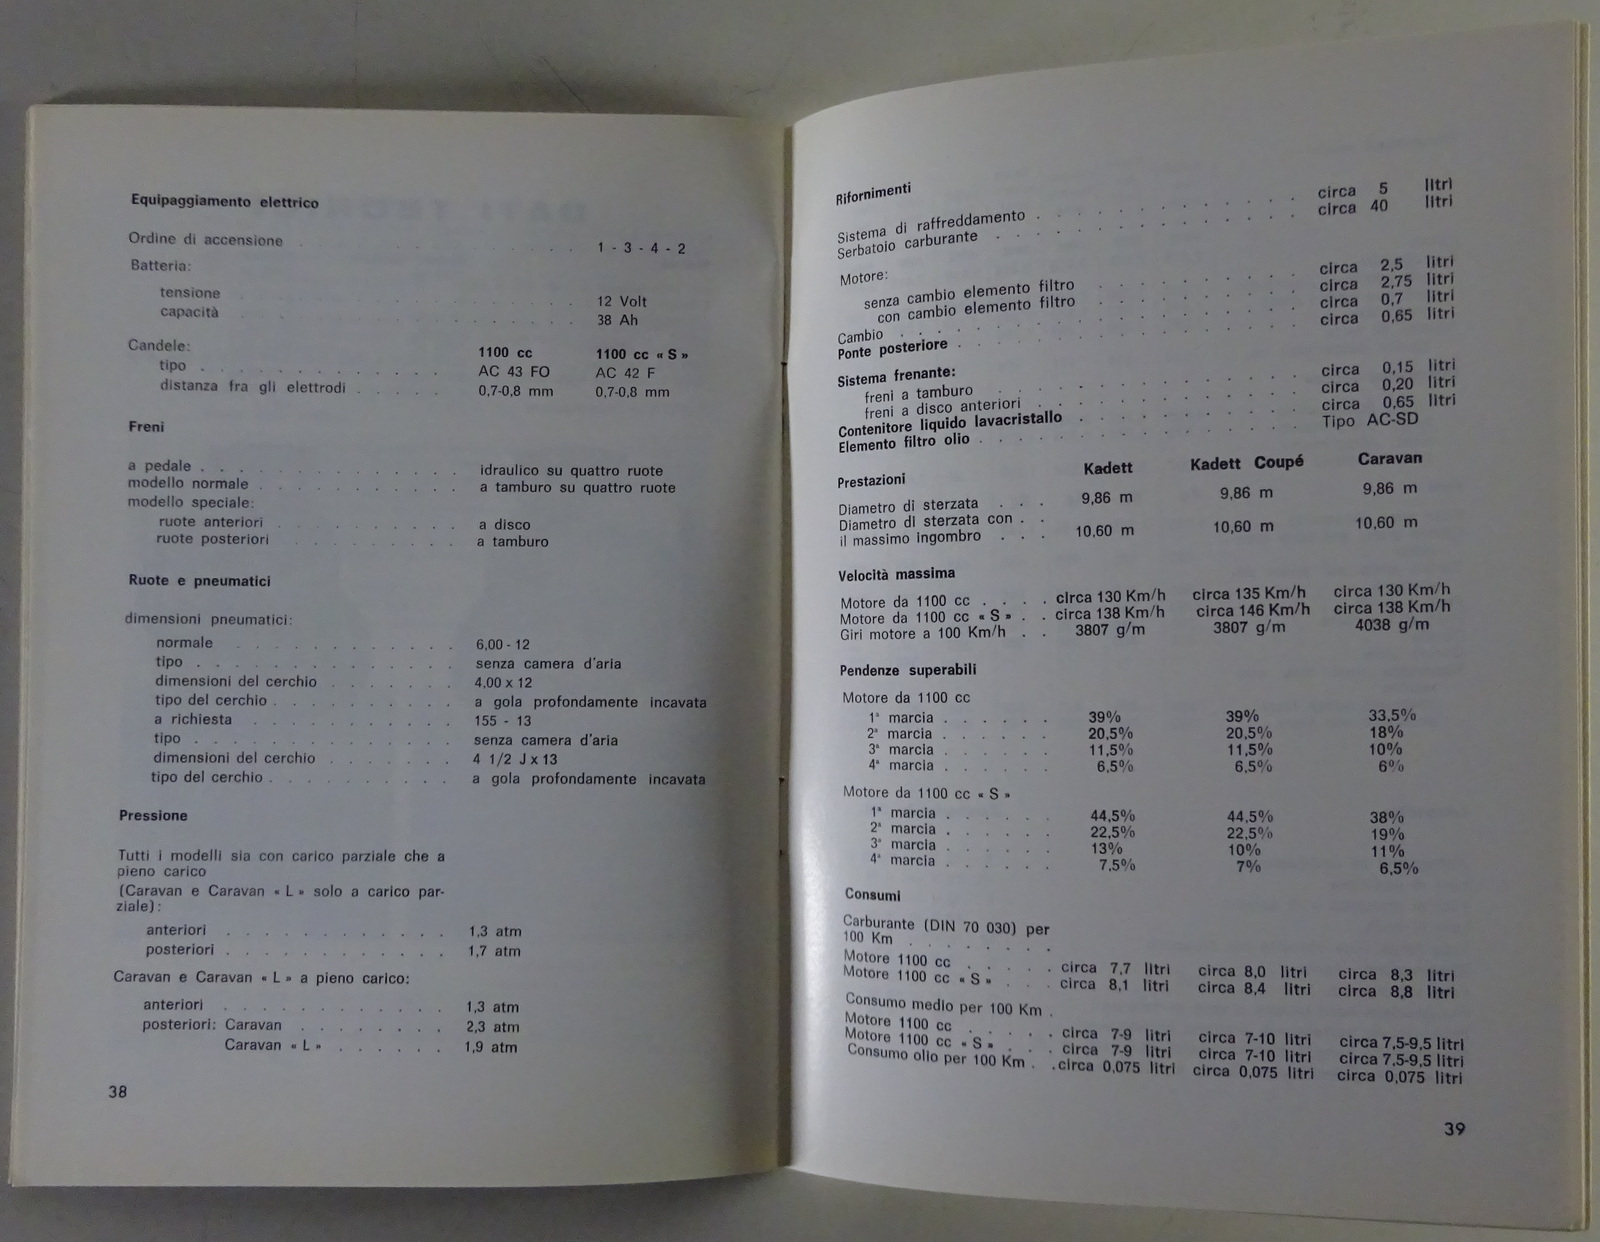 Equipaggiamento elettrico
Ordine di accensione . . . . . . 1 - 3 - 4 - 2
Batteria:
tensione . . . . . . 12 Volt
capacità . . . . . . 38 Ah
Candele: 1100 cc 1100 cc « S »
tipo . . . . . . AC 43 FO AC 42 F
distanza fra gli elettrodi . . . . . 0,7-0,8 mm 0,7-0,8 mm
Freni
a pedale . . . . . . idraulico su quattro ruote
modello normale . . . . . . a tamburo su quattro ruote
modello speciale:
ruote anteriori . . . . . . a disco
ruote posteriori . . . . . . a tamburo
Ruote e pneumatici
dimensioni pneumatici:
normale . . . . . . 6,00 - 12
tipo . . . . . . senza camera d'aria
dimensioni del cerchio . . . . . . 4,00 x 12
tipo del cerchio . . . . . . a gola profondamente incavata
a richiesta . . . . . . 155 - 13
tipo . . . . . . senza camera d'aria
dimensioni del cerchio . . . . . . 4 1/2 J x 13
tipo del cerchio . . . . . . a gola profondamente incavata
Pressione
Tutti i modelli sia con carico parziale che a
pieno carico
(Caravan e Caravan « L » solo a carico par-
ziale):
anteriori . . . . . . 1,3 atm
posteriori . . . . . . 1,7 atm
Caravan e Caravan « L » a pieno carico:
anteriori . . . . . . 1,3 atm
posteriori: Caravan . . . . . . 2,3 atm
Caravan « L » . . . . . . 1,9 atm
38
Rifornimenti
Sistema di raffreddamento . . . . . . circa 5 litri
Serbatoio carburante . . . . . . circa 40 litri
Motore:
senza cambio elemento filtro . . . . . . circa 2,5 litri
con cambio elemento filtro . . . . . . circa 2,75 litri
Cambio . . . . . . circa 0,7 litri
Ponte posteriore . . . . . . circa 0,65 litri
Sistema frenante:
freni a tamburo . . . . . . circa 0,15 litri
freni a disco anteriori . . . . . . circa 0,20 litri
Contenitore liquido lavacristallo . . . . . . circa 0,65 litri
Elemento filtro olio . . . . . . Tipo AC-SD
Prestazioni Kadett Kadett Coupé Caravan
Diametro di sterzata . . . 9,86 m 9,86 m 9,86 m
Diametro di sterzata con . .
il massimo ingombro . . . 10,60 m 10,60 m 10,60 m
Velocità massima
Motore da 1100 cc . . . . circa 130 Km/h circa 135 Km/h circa 130 Km/h
Motore da 1100 cc « S » . . circa 138 Km/h circa 146 Km/h circa 138 Km/h
Giri motore a 100 Km/h . . 3807 g/m 3807 g/m 4038 g/m
Pendenze superabili
Motore da 1100 cc
1ª marcia . . . . . . 39% 39% 33,5%
2ª marcia . . . . . . 20,5% 20,5% 18%
3ª marcia . . . . . . 11,5% 11,5% 10%
4ª marcia . . . . . . 6,5% 6,5% 6%
Motore da 1100 cc « S »
1ª marcia . . . . . . 44,5% 44,5% 38%
2ª marcia . . . . . . 22,5% 22,5% 19%
3ª marcia . . . . . . 13% 10% 11%
4ª marcia . . . . . . 7,5% 7% 6,5%
Consumi
Carburante (DIN 70 030) per
100 Km . . . . . . .
Motore 1100 cc . . . . . circa 7,7 litri circa 8,0 litri circa 8,3 litri
Motore 1100 cc « S » . . . circa 8,1 litri circa 8,4 litri circa 8,8 litri
Consumo medio per 100 Km .
Motore 1100 cc . . . . . circa 7-9 litri circa 7-10 litri circa 7,5-9,5 litri
Motore 1100 cc « S » . . . circa 7-9 litri circa 7-10 litri circa 7,5-9,5 litri
Consumo olio per 100 Km . . circa 0,075 litri circa 0,075 litri circa 0,075 litri
39